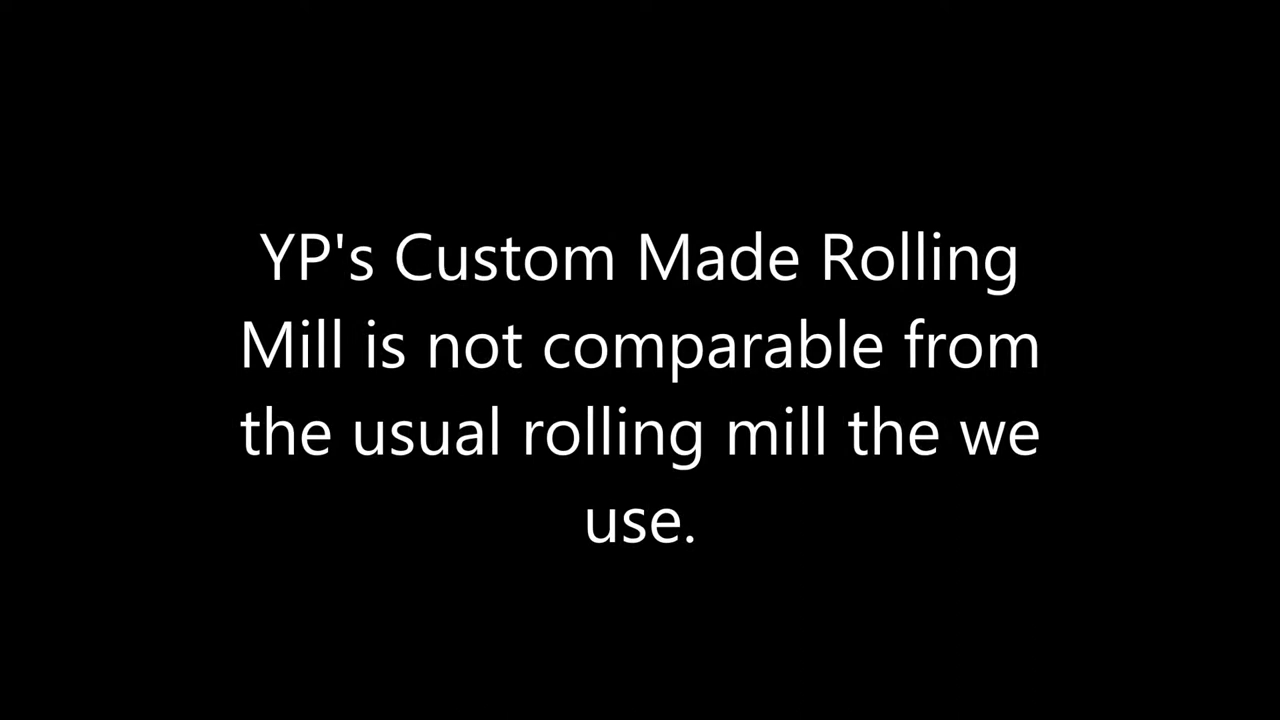 YP's Custom Made Rolling
Mill is not comparable from
the usual rolling mill the we
use.